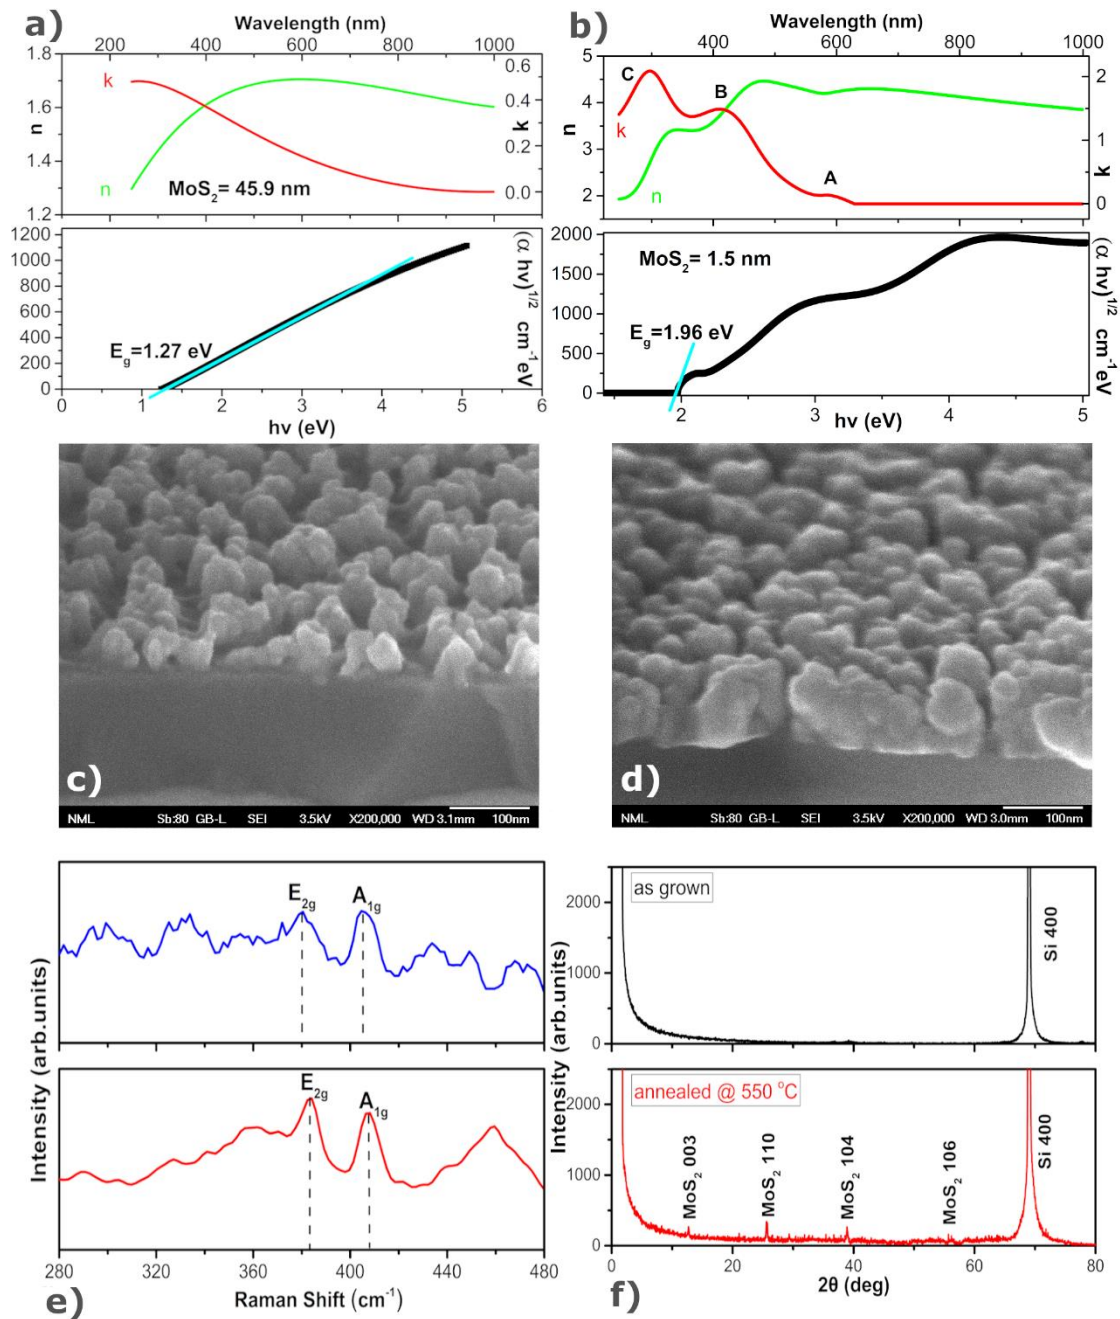 a)
Wavelength (nm)
200 400 600 800 1000
1.8
1.6
1.4
1.2
n
k
n
MoS2= 45.9 nm
0.6
0.4
0.2
0.0
k
1200
1000
800
600
400
200
0
Eg=1.27 eV
(α hν)1/2 cm-1eV
0 1 2 3 4 5 6
hν (eV)
b)
Wavelength (nm)
400 600 800 1000
5
4
3
2
n
C
B
A
k
n
2
1
0
k
2000
1500
1000
500
0
MoS2= 1.5 nm
Eg=1.96 eV
(α hν)1/2 cm-1eV
2 3 4 5
hν (eV)
c)
NML Sb:80 GB-L SEI 3.5kV X200,000 WD 3.1mm 100nm
d)
NML Sb:80 GB-L SEI 3.5kV X200,000 WD 3.0mm 100nm
Intensity (arb.units)
E2g
A1g
E2g
A1g
280 320 360 400 440 480
Raman Shift (cm-1)
e)
Intensity (arb.units)
2000
1000
0
as grown
Si 400
2000
1000
0
annealed @ 550 °C
MoS2 003
MoS2 110
MoS2 104
MoS2 106
Si 400
0 20 40 60 80
2θ (deg)
f)